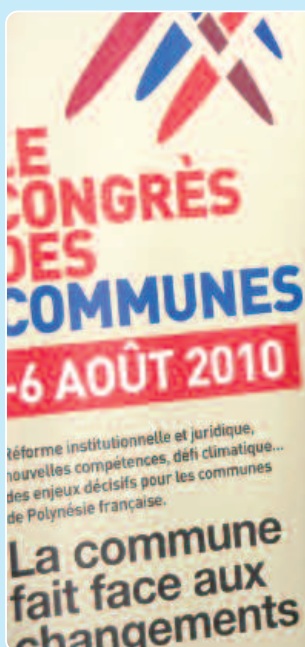 LE
CONGRÈS
DES
COMMUNES
-6 AOÛT 2010
Réforme institutionnelle et juridique,
nouvelles compétences, défi climatique...
des enjeux décisifs pour les communes
de Polynésie française.
La commune
fait face aux
changements